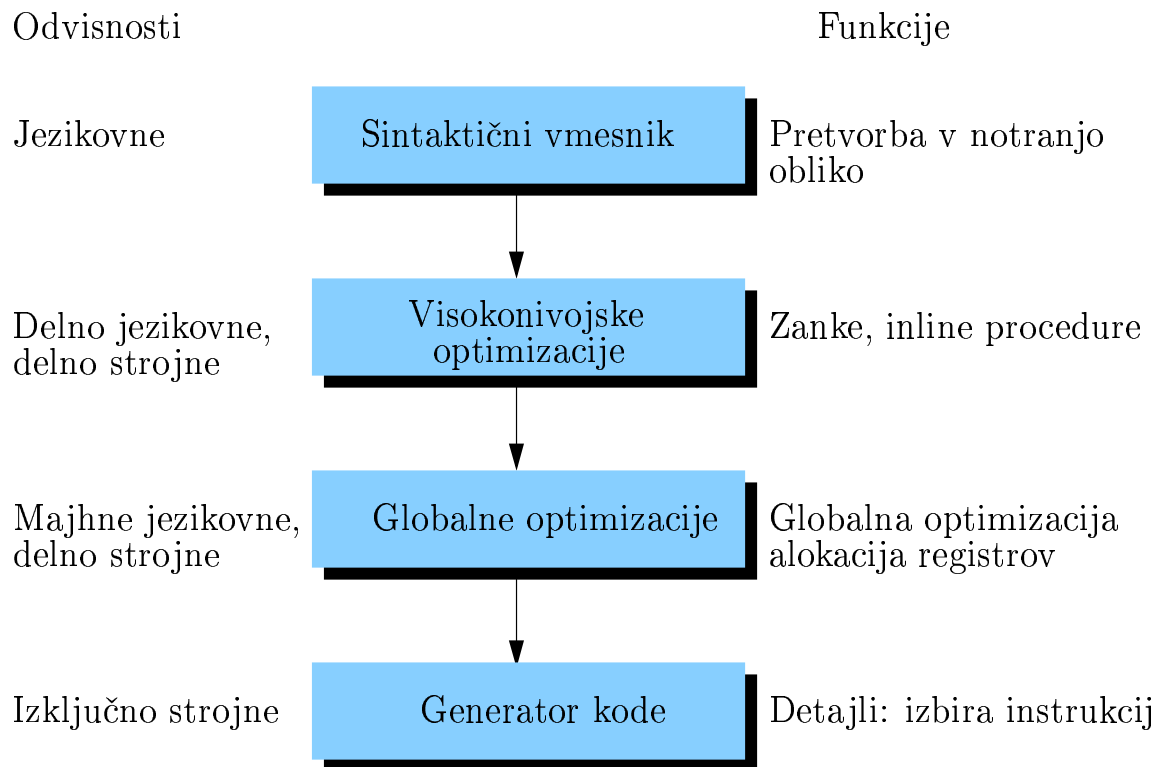 Odvisnosti
Funkcije
Jezikovne
Sintaktični vmesnik
Pretvorba v notranjo
obliko
Delno jezikovne,
delno strojne
Visokonivojske
optimizacije
Zanke, inline procedure
Majhne jezikovne,
delno strojne
Globalne optimizacije
Globalna optimizacija
alokacija registrov
Izključno strojne
Generator kode
Detajli: izbira instrukcij